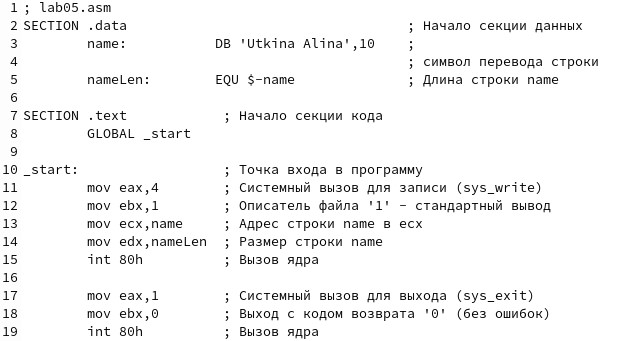 1 ; lab05.asm
2 SECTION .data                                   ; Начало секции данных
3         name:           DB 'Utkina Alina',10    ;
4                                                 ; символ перевода строки
5         nameLen:        EQU $-name              ; Длина строки name
6
7 SECTION .text            ; Начало секции кода
8         GLOBAL _start
9
10 _start:                  ; Точка входа в программу
11         mov eax,4        ; Системный вызов для записи (sys_write)
12         mov ebx,1        ; Описатель файла '1' - стандартный вывод
13         mov ecx,name     ; Адрес строки name в ecx
14         mov edx,nameLen  ; Размер строки name
15         int 80h          ; Вызов ядра
16
17         mov eax,1        ; Системный вызов для выхода (sys_exit)
18         mov ebx,0        ; Выход с кодом возврата '0' (без ошибок)
19         int 80h          ; Вызов ядра